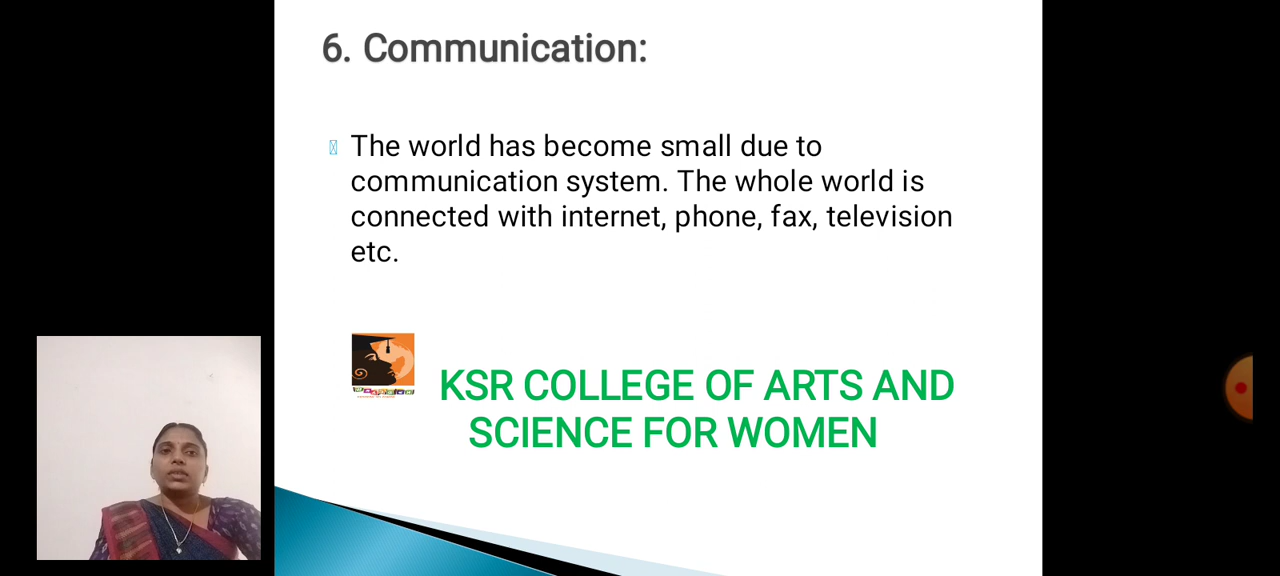 6. Communication:
The world has become small due to
communication system. The whole world is
connected with internet, phone, fax, television
etc.
KSR COLLEGE OF ARTS AND
SCIENCE FOR WOMEN